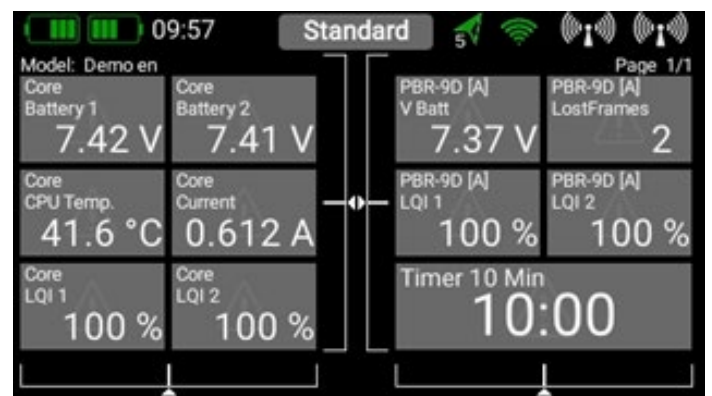 09:57 Standard 5
Model: Demo en Page 1/1
Core
Battery 1
7.42 V
Core
Battery 2
7.41 V
PBR-9D [A]
V Batt
7.37 V
PBR-9D [A]
LostFrames
2
Core
CPU Temp.
41.6 °C
Core
Current
0.612 A
PBR-9D [A]
LQI 1
100 %
PBR-9D [A]
LQI 2
100 %
Core
LQI 1
100 %
Core
LQI 2
100 %
Timer 10 Min
10:00